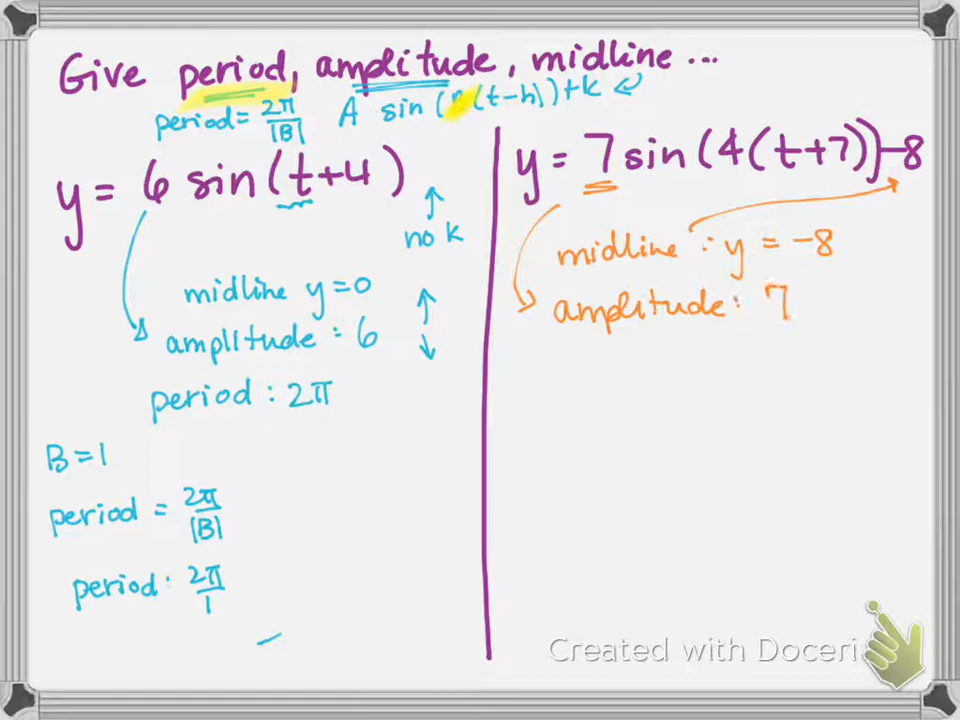 Give period, amplitude, midline ...
period = 2π/|B| A sin (B(t-h)) + k
y = 6 sin(t+4)
no k
midline y = 0
amplitude : 6
period : 2π
B = 1
period = 2π/|B|
period : 2π/1
y = 7 sin (4(t+7)) - 8
midline : y = -8
amplitude : 7
Created with Doceri